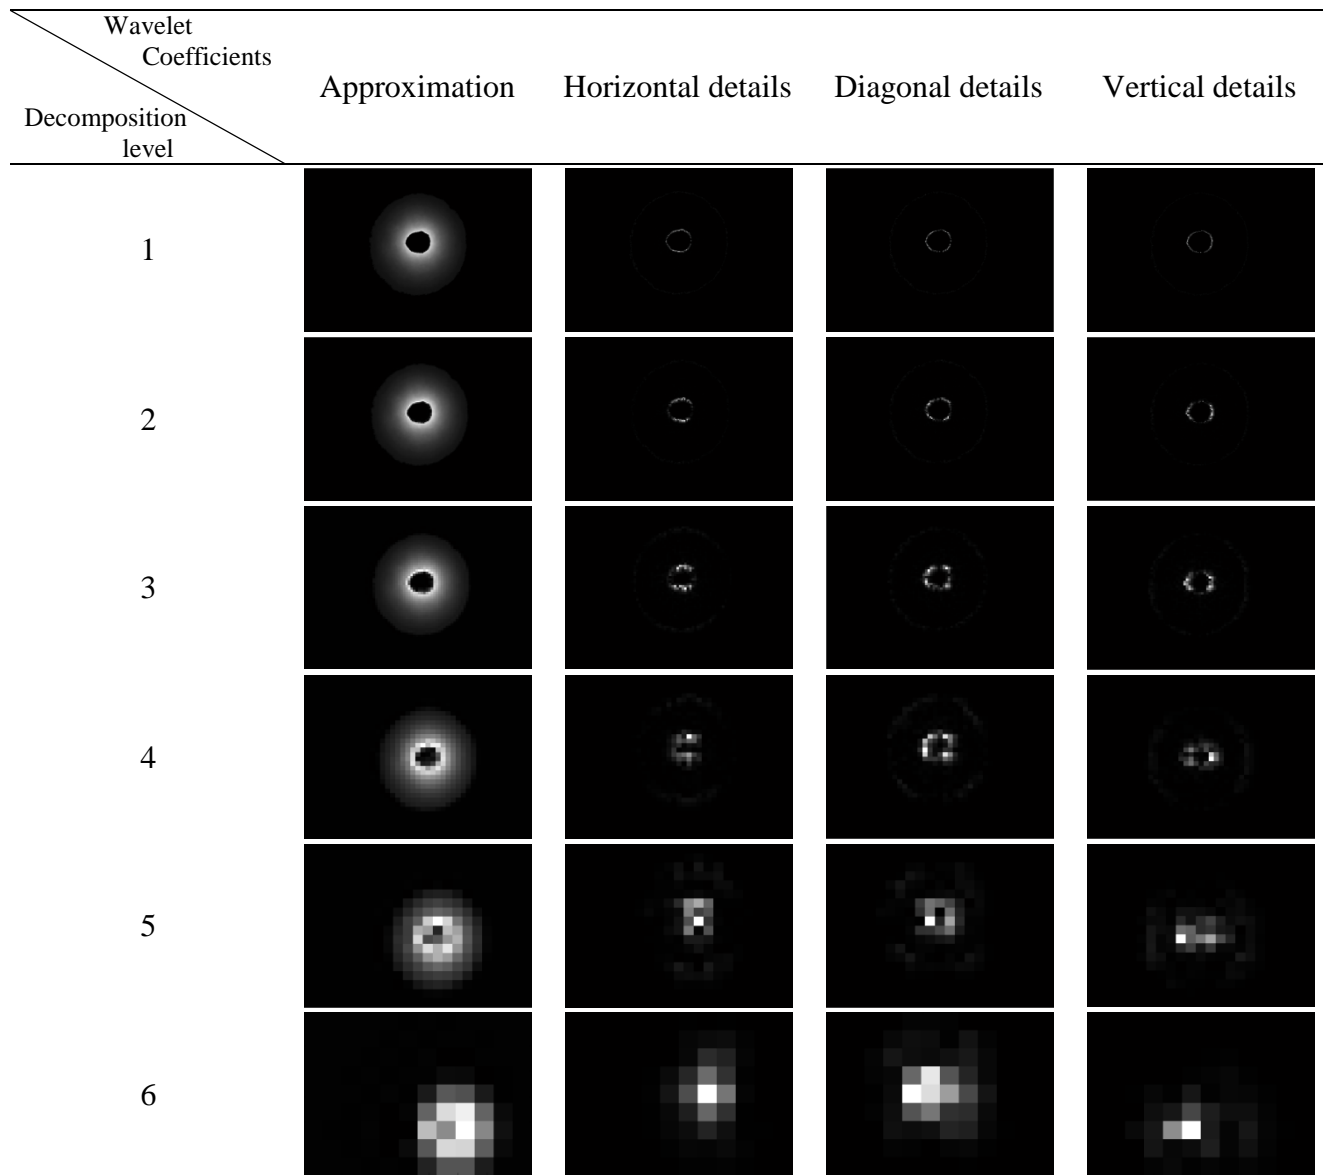 Wavelet
Coefficients
Decomposition
level
Approximation
Horizontal details
Diagonal details
Vertical details
1
2
3
4
5
6